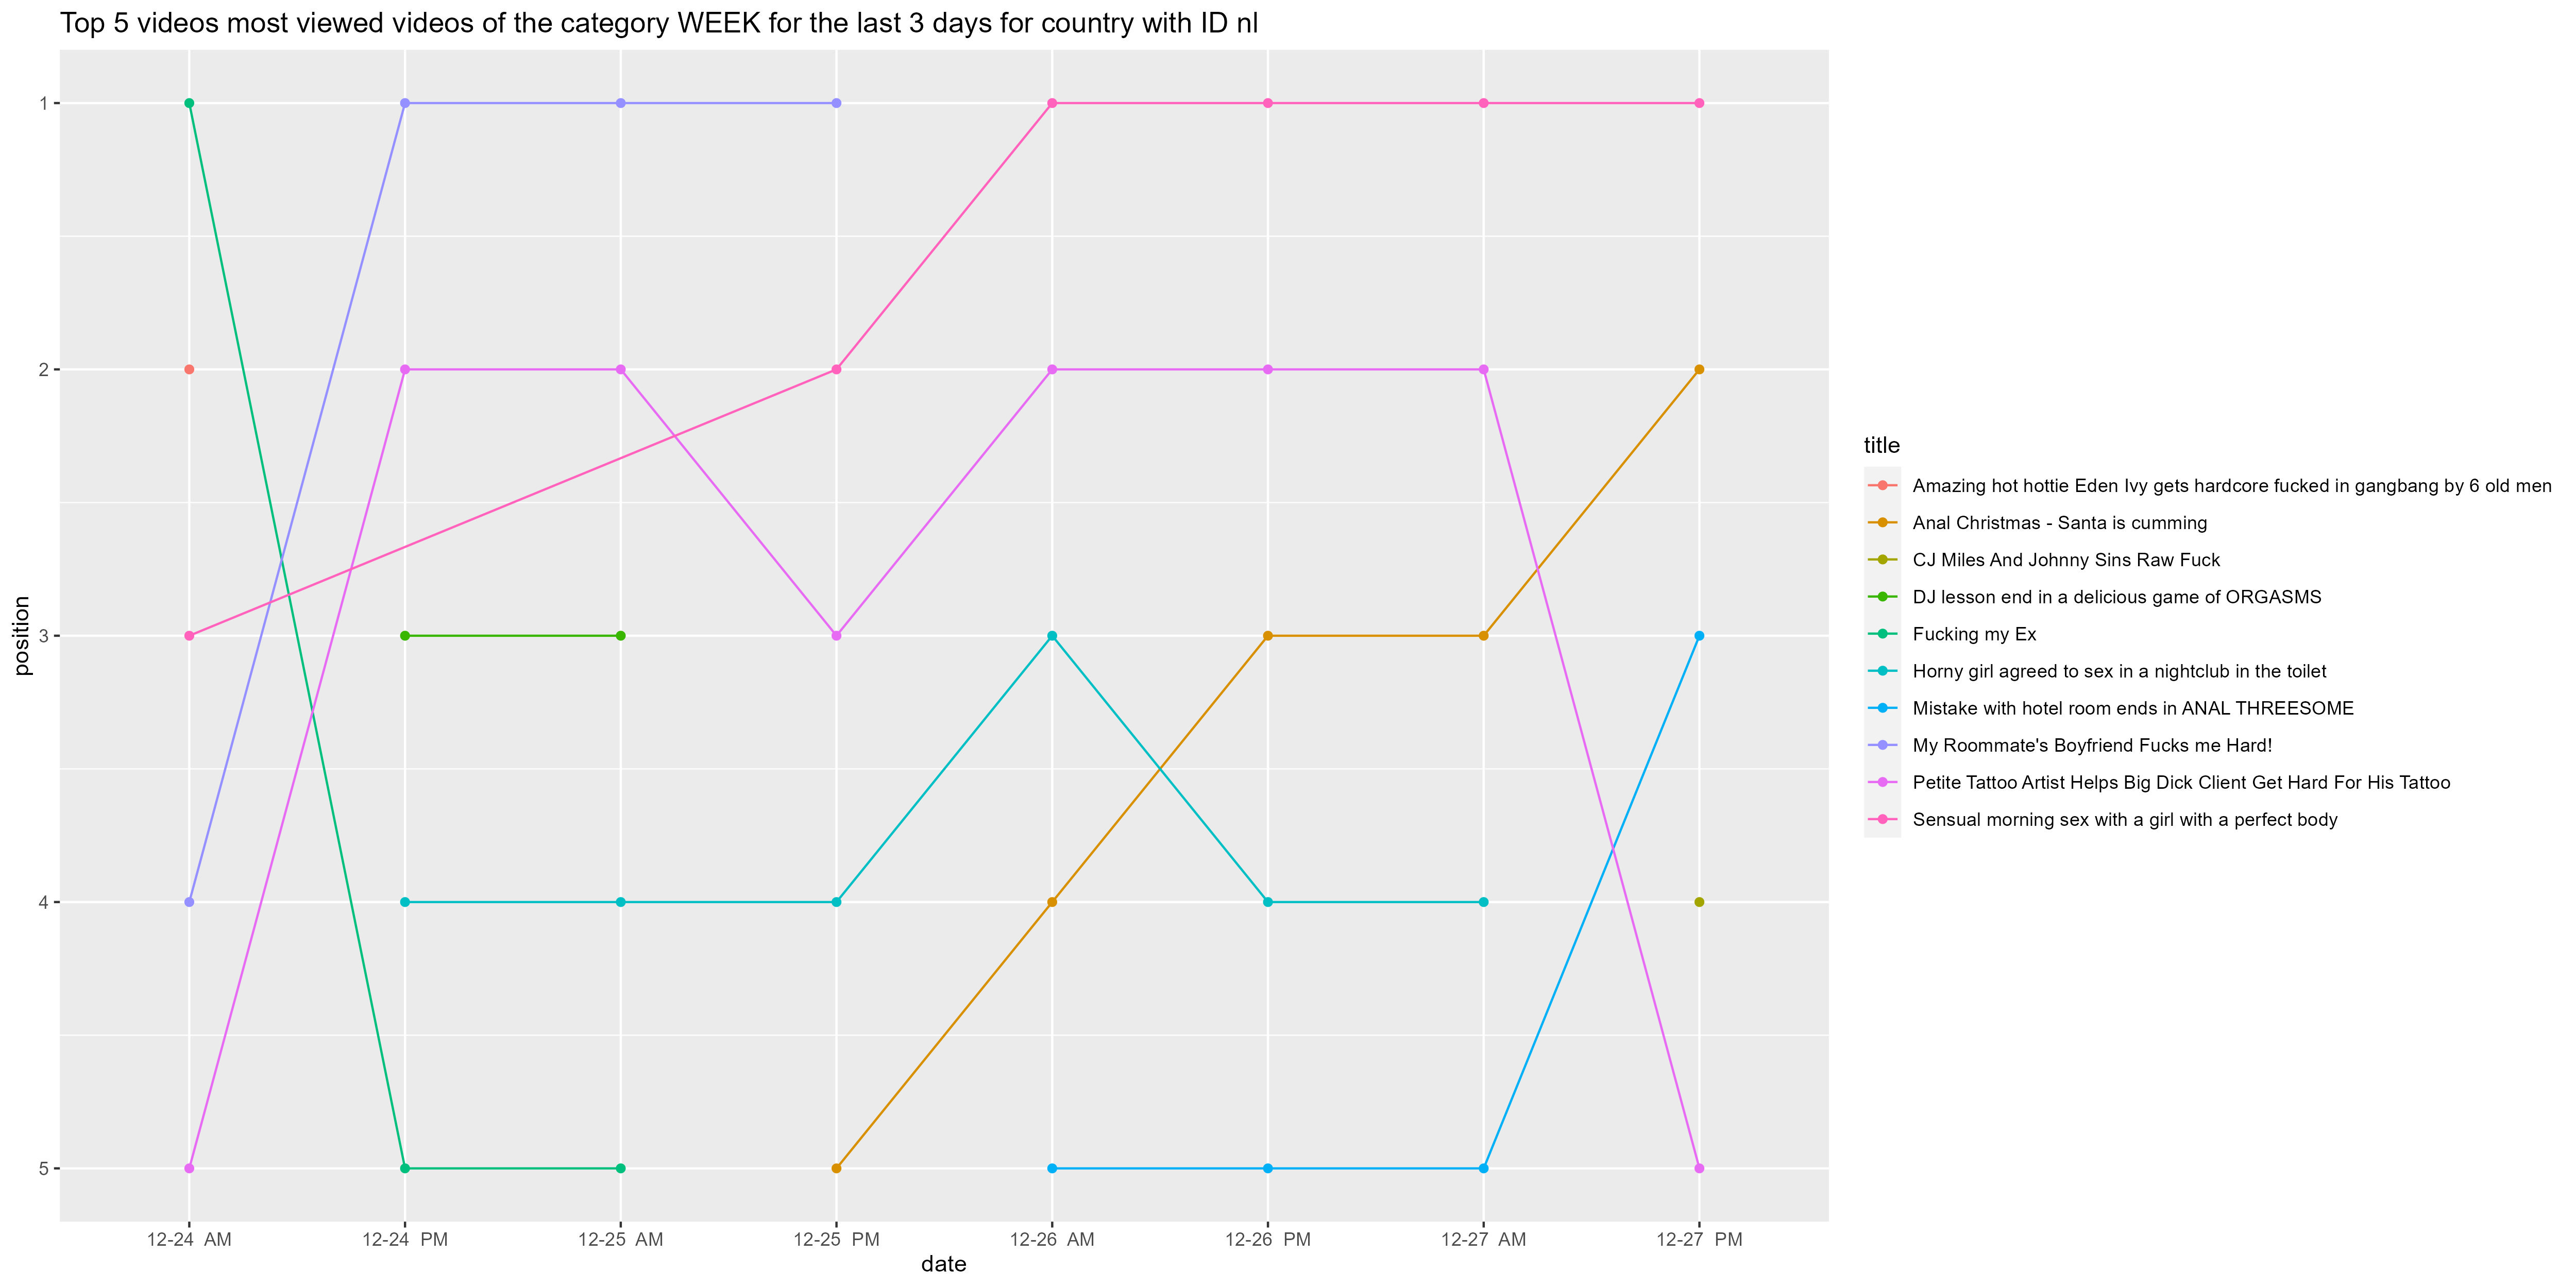 Top 5 videos most viewed videos of the category WEEK for the last 3 days for country with ID nl
position
1
2
3
4
5
12-24 AM
12-24 PM
12-25 AM
12-25 PM
12-26 AM
12-26 PM
12-27 AM
12-27 PM
date
title
Amazing hot hottie Eden Ivy gets hardcore fucked in gangbang by 6 old men
Anal Christmas - Santa is cumming
CJ Miles And Johnny Sins Raw Fuck
DJ lesson end in a delicious game of ORGASMS
Fucking my Ex
Horny girl agreed to sex in a nightclub in the toilet
Mistake with hotel room ends in ANAL THREESOME
My Roommate's Boyfriend Fucks me Hard!
Petite Tattoo Artist Helps Big Dick Client Get Hard For His Tattoo
Sensual morning sex with a girl with a perfect body